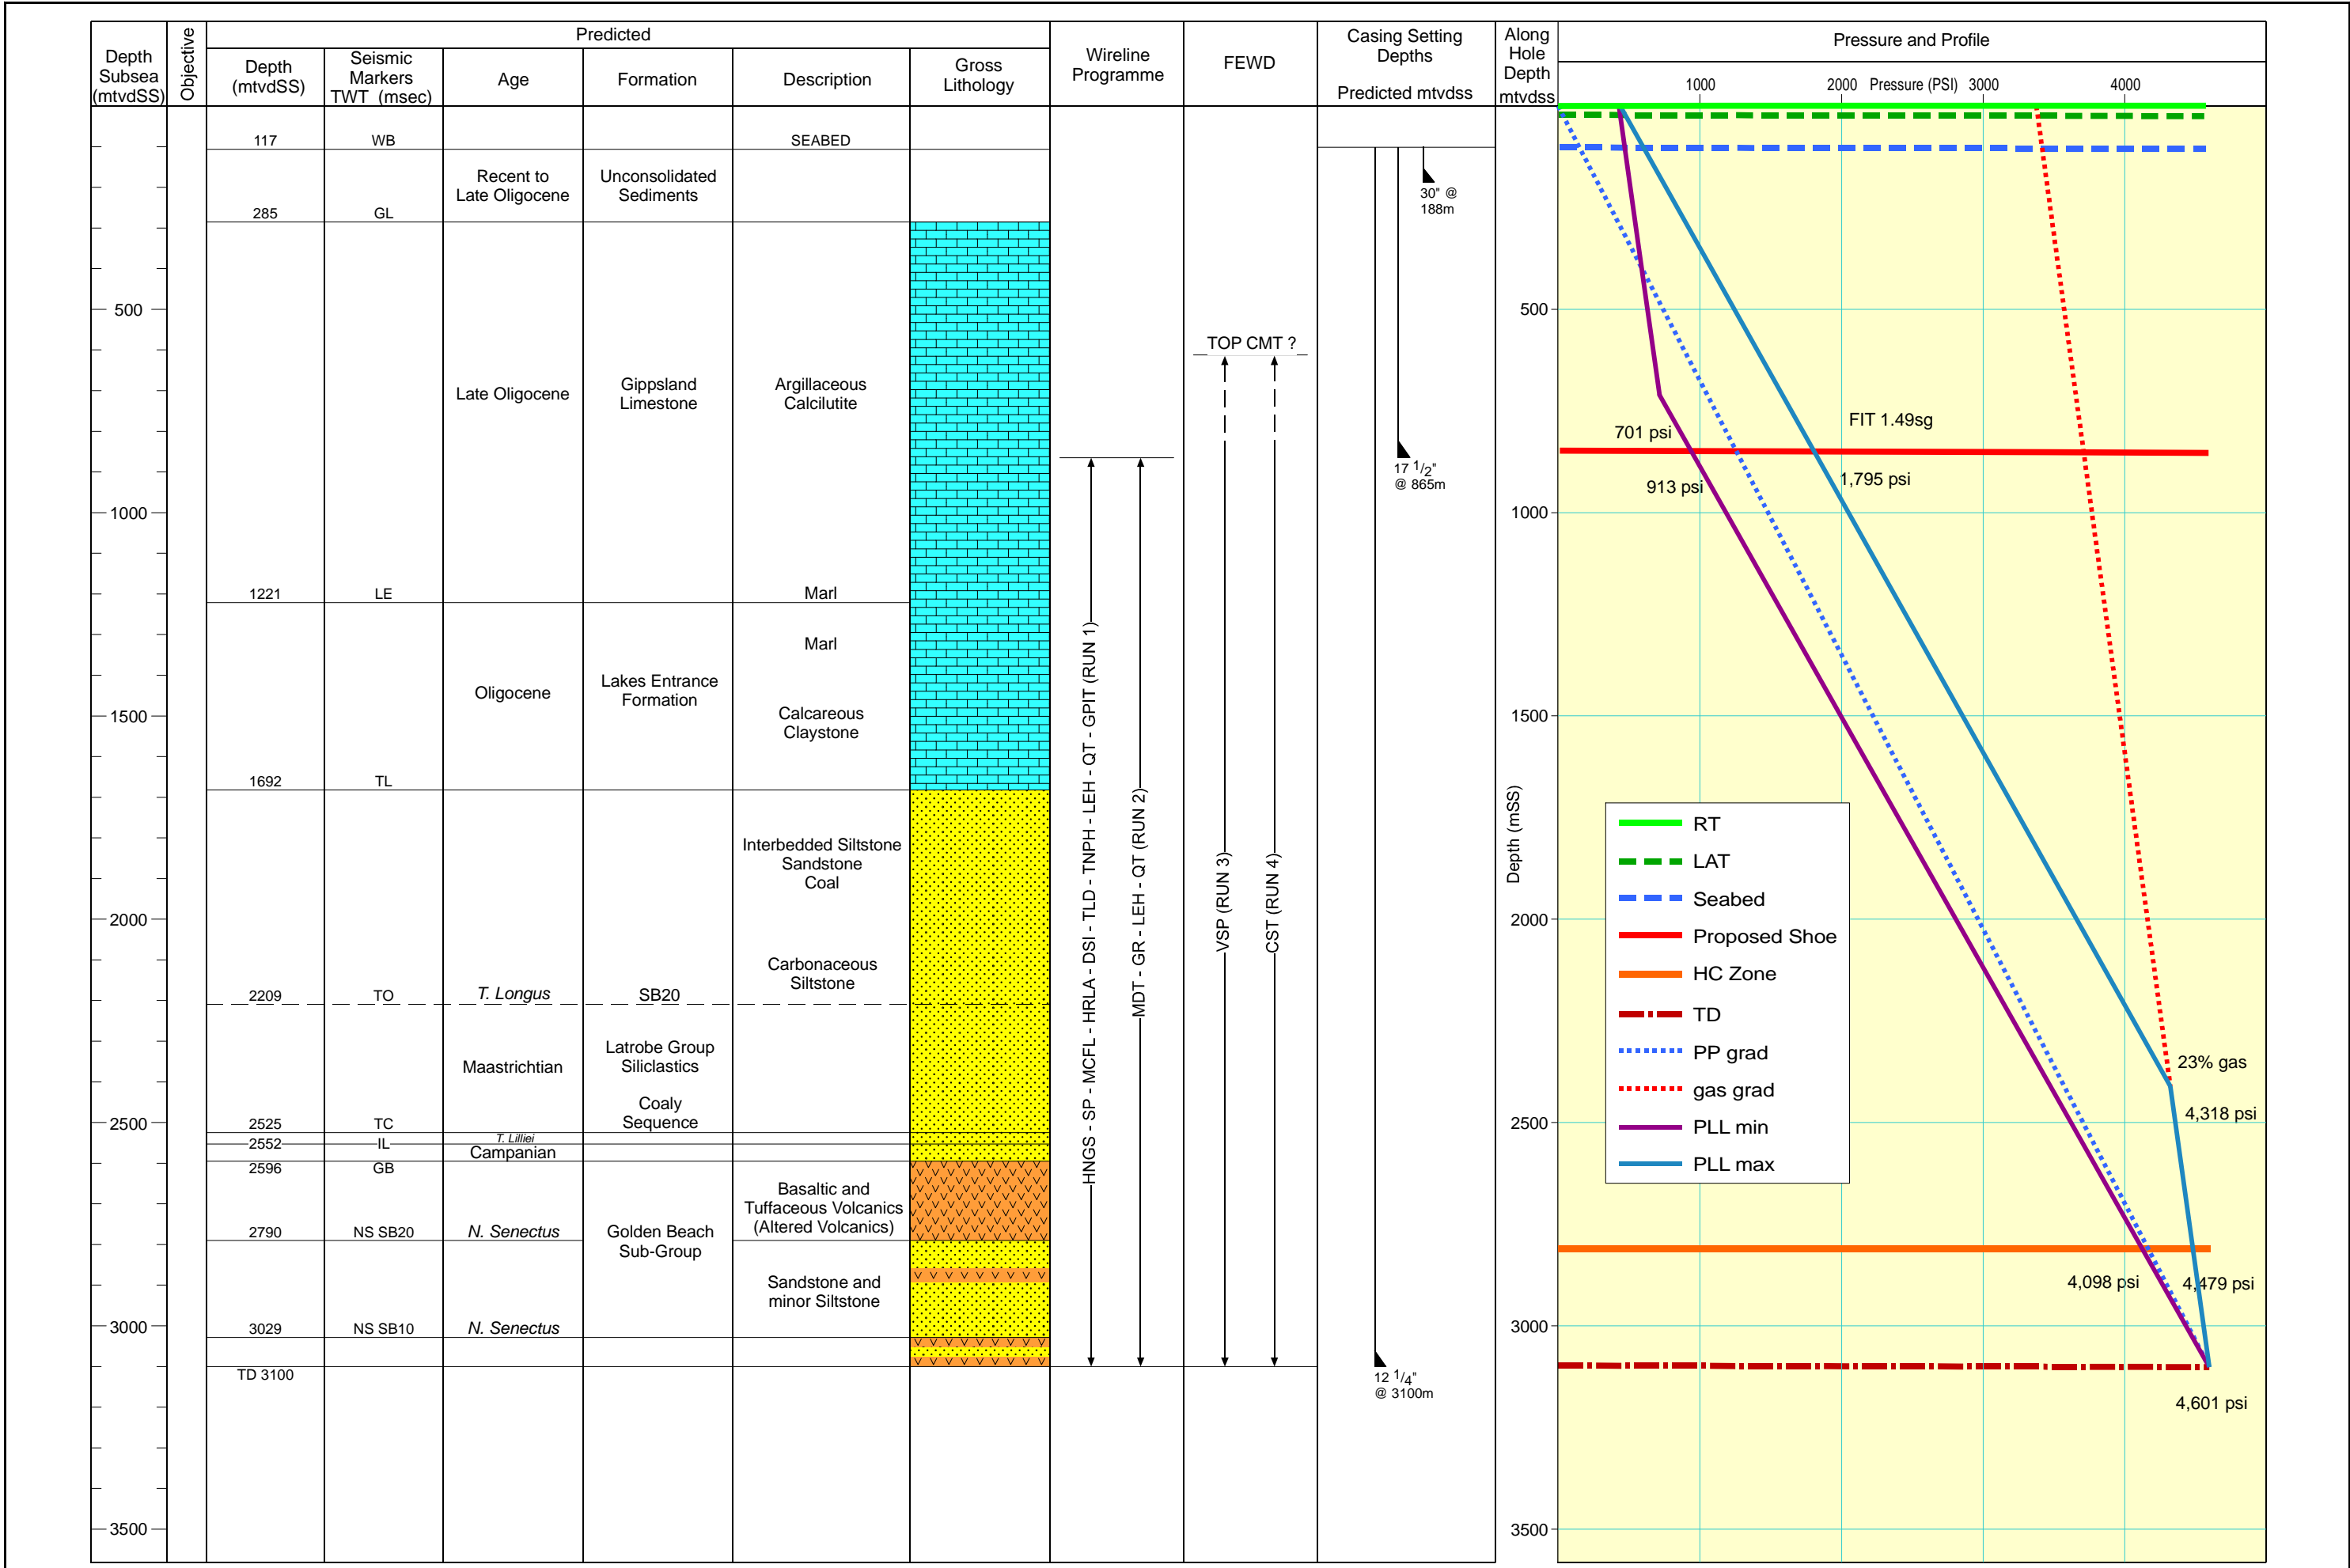 Depth
Subsea
(mtvdSS)
Objective
Predicted
Depth
(mtvdSS)
Seismic
Markers
TWT (msec)
Age
Formation
Description
Gross
Lithology
Wireline
Programme
FEWD
Casing Setting
Depths
Predicted mtvdss
Along
Hole
Depth
mtvdss
Pressure and Profile
1000
2000
Pressure (PSI)
3000
4000
117
WB
SEABED
Recent to
Late Oligocene
Unconsolidated
Sediments
285
GL
30" @
188m
500
500
TOP CMT ?
Late Oligocene
Gippsland
Limestone
Argillaceous
Calcilutite
FIT 1.49sg
701 psi
17 1/2"
@ 865m
913 psi
1,795 psi
1000
1000
1221
LE
Marl
Marl
Oligocene
Lakes Entrance
Formation
Calcareous
Claystone
1500
1500
1692
TL
HNGS - SP - MCFL - HRLA - DSI - TLD - TNPH - LEH - QT - GPIT (RUN 1)
MDT - GR - LEH - QT (RUN 2)
VSP (RUN 3)
CST (RUN 4)
Depth (mSS)
Interbedded Siltstone
Sandstone
Coal
RT
LAT
Seabed
Proposed Shoe
HC Zone
TD
PP grad
gas grad
PLL min
PLL max
2000
2000
Carbonaceous
Siltstone
2209
TO
T. Longus
SB20
Maastrichtian
Latrobe Group
Siliclastics
23% gas
Coaly
Sequence
4,318 psi
2500
2500
2525
TC
T. Lilliei
2552
IL
Campanian
2596
GB
Basaltic and
Tuffaceous Volcanics
(Altered Volcanics)
2790
NS SB20
N. Senectus
Golden Beach
Sub-Group
Sandstone and
minor Siltstone
4,098 psi
4,479 psi
3000
3029
NS SB10
N. Senectus
3000
TD 3100
12 1/4"
@ 3100m
4,601 psi
3500
3500